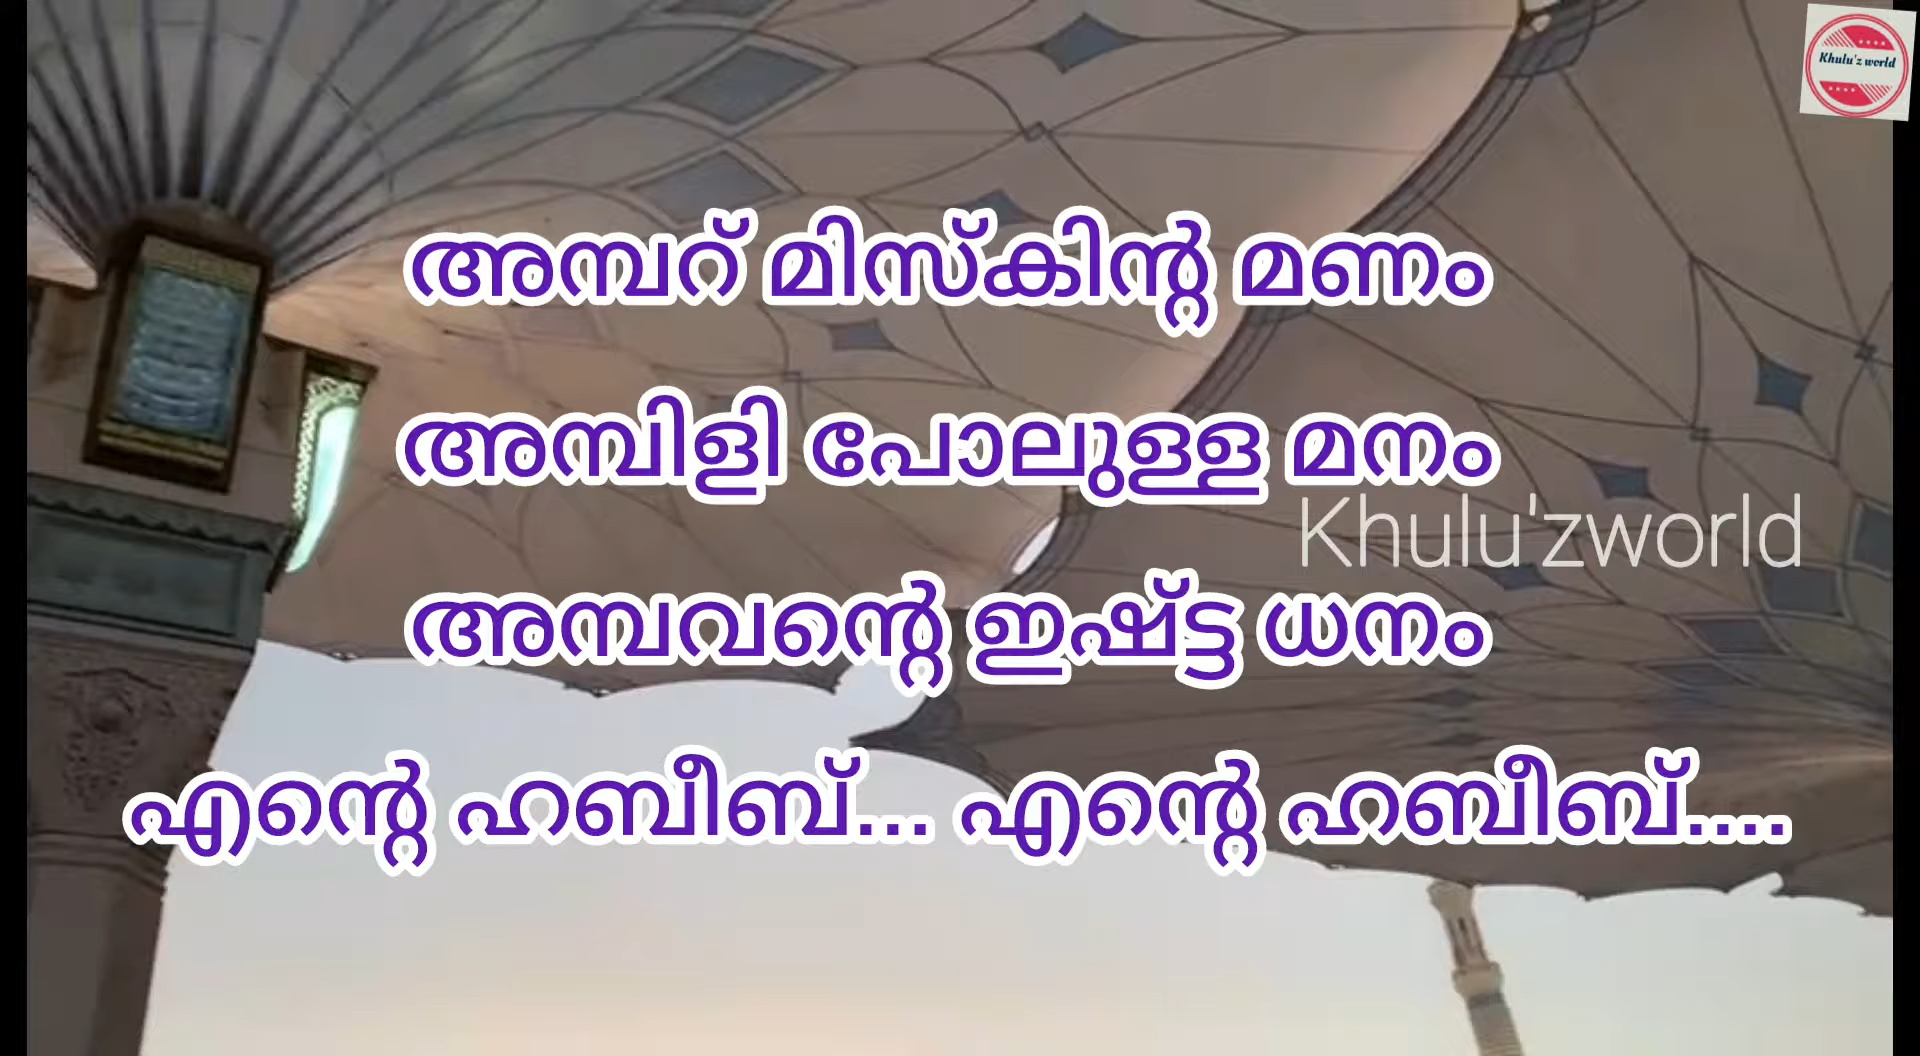 Khulu'z world
അമ്പറ് മിസ്കിന്റ മണം
അമ്പിളി പോലുള്ള മനം
Khulu'zworld
അമ്പവന്റെ ഇഷ്ട്ട ധനം
എന്റെ ഹബീബ്... എന്റെ ഹബീബ്....